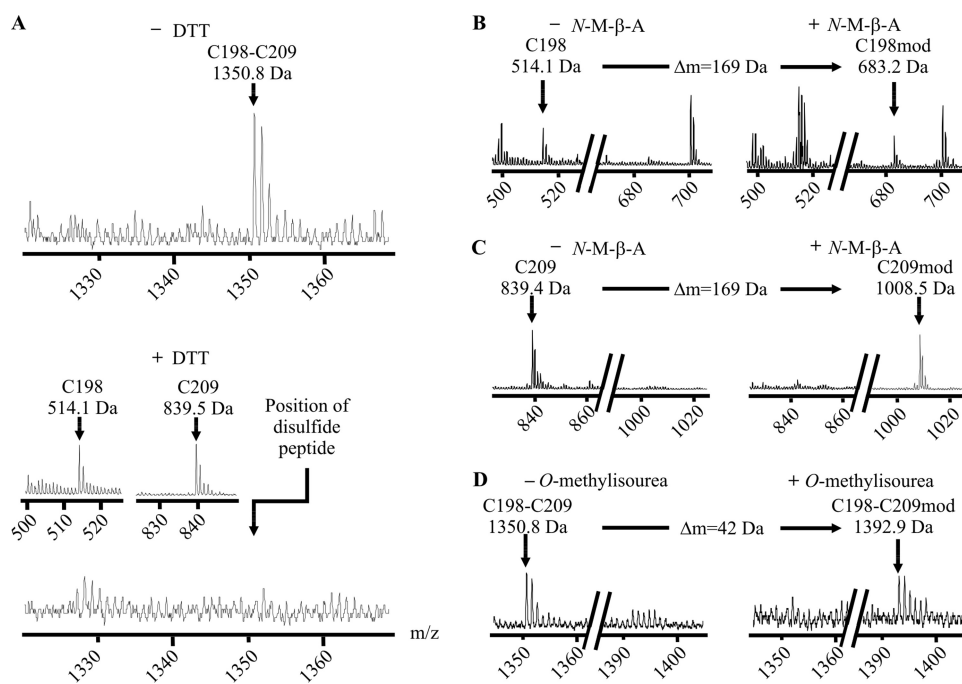 A
− DTT
C198-C209
1350.8 Da
1330
1340
1350
1360
+ DTT
C198
514.1 Da
C209
839.5 Da
Position of
disulfide
peptide
500
510
520
830
840
m/z
1330
1340
1350
1360
B
− N-M-β-A
+ N-M-β-A
C198
514.1 Da
Δm=169 Da
C198mod
683.2 Da
500
520
680
700
500
520
680
700
C
− N-M-β-A
+ N-M-β-A
C209
839.4 Da
Δm=169 Da
C209mod
1008.5 Da
840
860
1000
1020
840
860
1000
1020
D
− O-methylisourea
+ O-methylisourea
C198-C209
1350.8 Da
Δm=42 Da
C198-C209mod
1392.9 Da
1350
1360
1390
1400
1350
1360
1390
1400